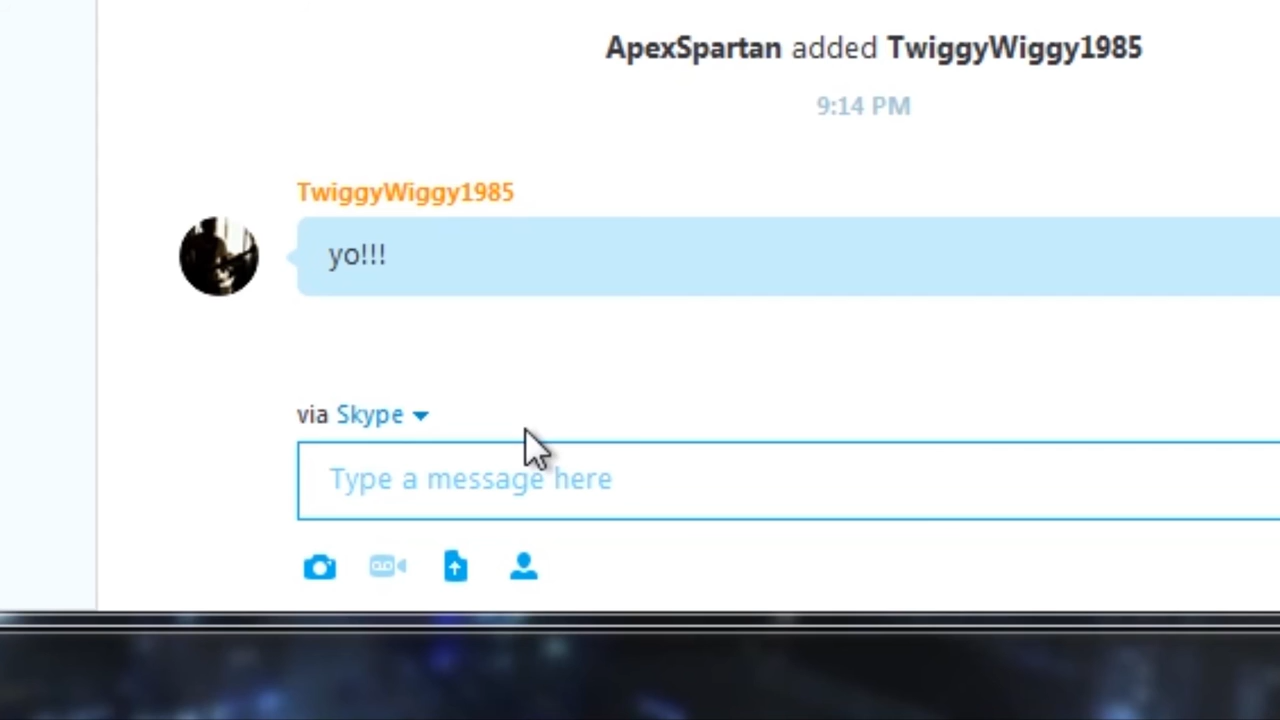 ApexSpartan added TwiggyWiggy1985
9:14 PM
TwiggyWiggy1985
yo!!!
via Skype
Type a message here